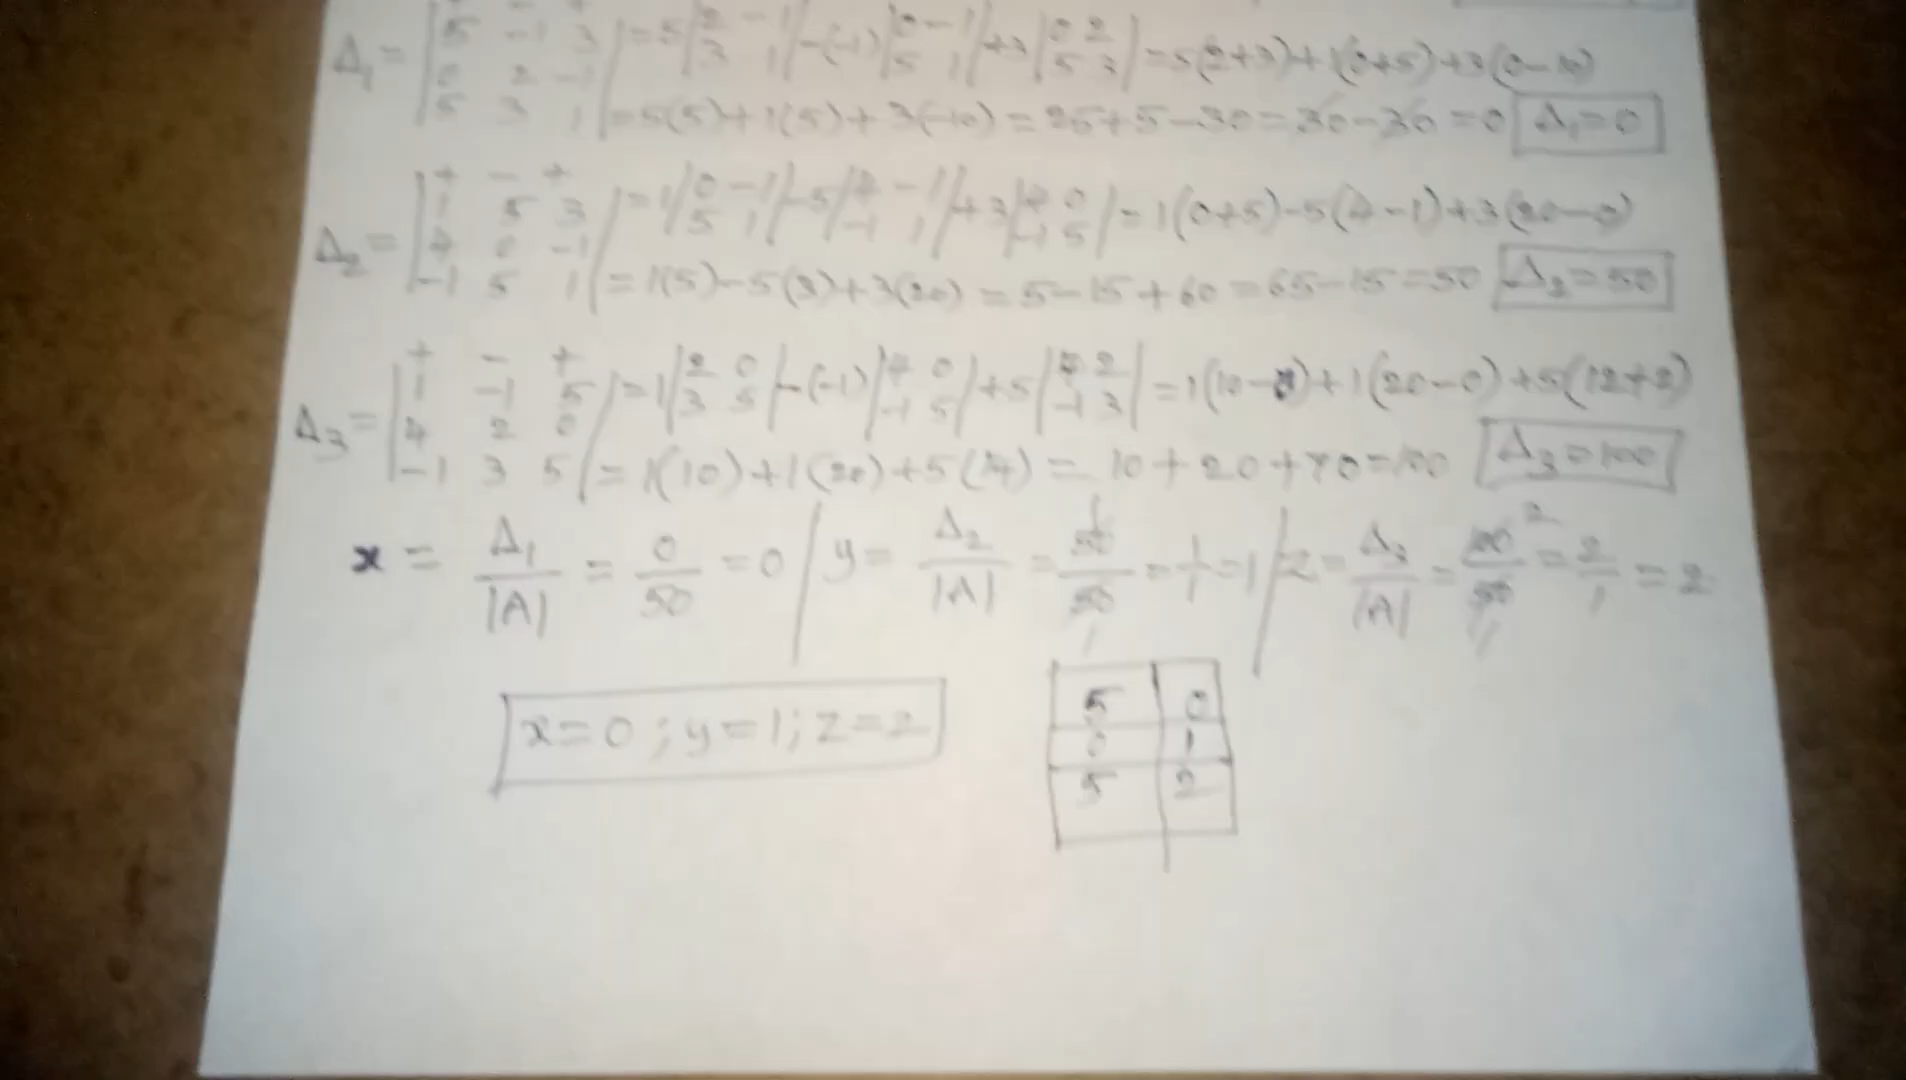 + - +
Δ₁ = |5 -1 3| = 5|2 -1| -(-1)|0 -1| +3|0 2| = 5(2+3)+1(0+5)+3(0-10)
|0 2 -1| |3 1| |5 1| |5 3|
|5 3 1| = 5(5)+1(5)+3(-10) = 25+5-30 = 30-30 = 0 Δ₁=0
+ - +
|1 5 3| = 1|0 -1| -5|4 -1| +3|4 0| = 1(0+5)-5(4-1)+3(20-0)
Δ₂ = |4 0 -1| |5 1| |-1 1| |-1 5|
|-1 5 1| = 1(5)-5(3)+3(20) = 5-15+60 = 65-15 = 50 Δ₂=50
+ - +
|1 -1 5| = 1|2 0| -(-1)|4 0| +5|4 2| = 1(10-0)+1(20-0)+5(12+2)
Δ₃ = |4 2 0| |3 5| |-1 5| |-1 3|
|-1 3 5| = 1(10)+1(20)+5(14) = 10+20+70=100 Δ₃=100
x = Δ₁/|A| = 0/50 = 0 / y = Δ₂/|A| = 50/50 = 1/1 = 1 / z = Δ₃/|A| = 100/50 = 2/1 = 2
x=0 ; y=1 ; z=2
5 0
0 1
5 2